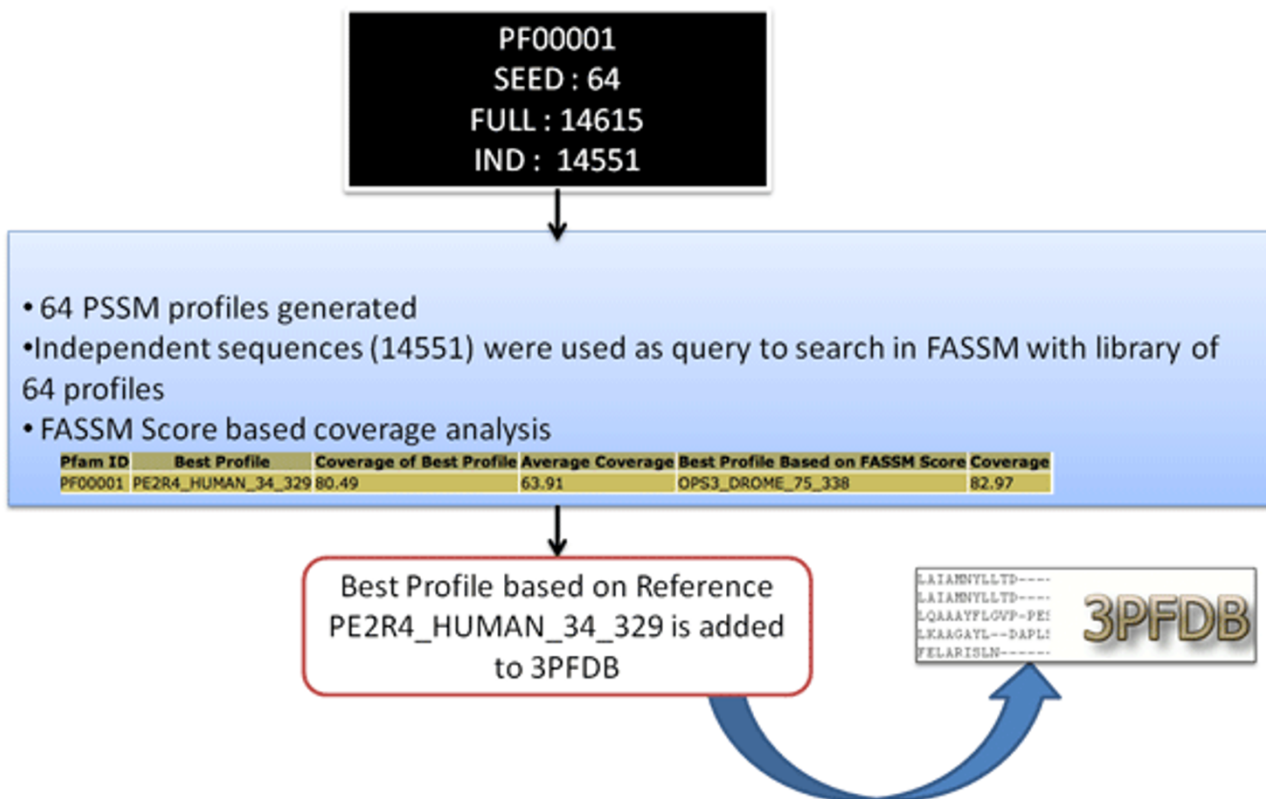 PF00001
SEED : 64
FULL : 14615
IND : 14551
• 64 PSSM profiles generated
•Independent sequences (14551) were used as query to search in FASSM with library of
64 profiles
• FASSM Score based coverage analysis
Pfam ID Best Profile Coverage of Best Profile Average Coverage Best Profile Based on FASSM Score Coverage
PF00001 PE2R4_HUMAN_34_329 80.49 63.91 OPS3_DROME_75_338 82.97
Best Profile based on Reference
PE2R4_HUMAN_34_329 is added
to 3PFDB
LAIAMNYLLTD----
LAIAMNYLLTD----
LQAAAYFLGVP-PES
LKAAGAYL--DAPLS
FELARISLN------
3PFDB